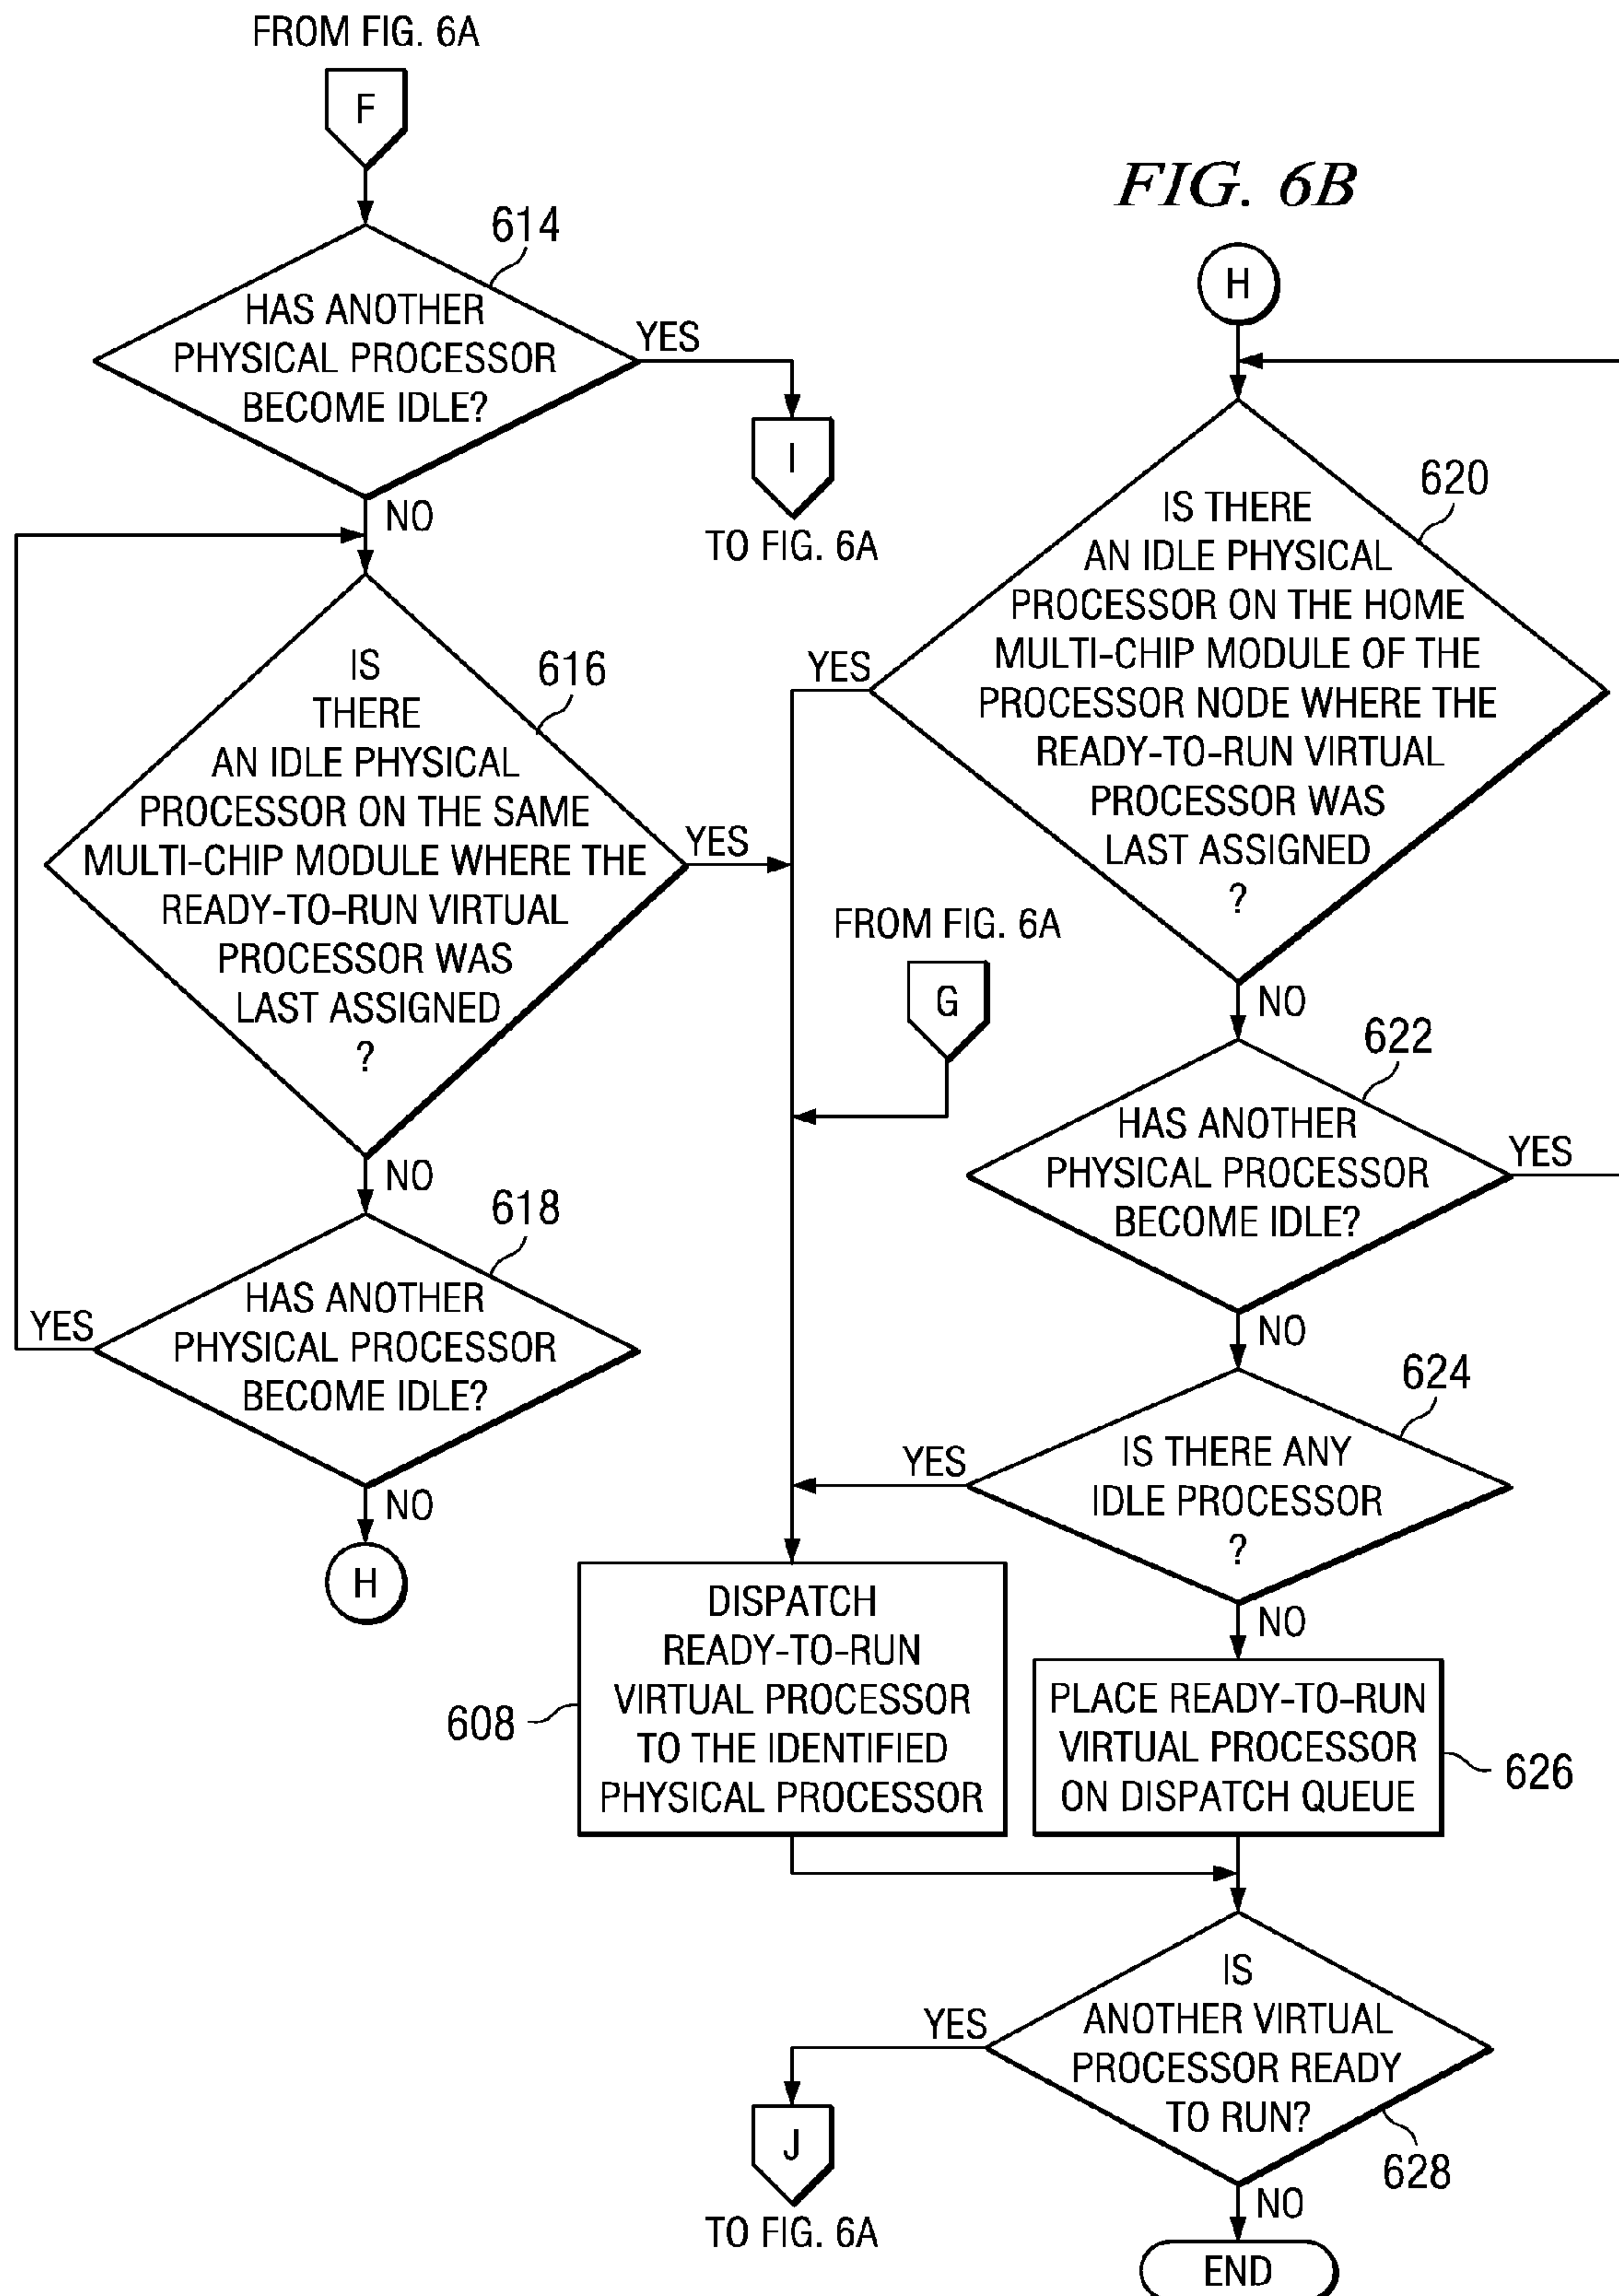 FROM FIG. 6A
F
614
HAS ANOTHER
PHYSICAL PROCESSOR
BECOME IDLE?
YES
I
TO FIG. 6A
NO
616
IS
THERE
AN IDLE PHYSICAL
PROCESSOR ON THE SAME
MULTI-CHIP MODULE WHERE THE
READY-TO-RUN VIRTUAL
PROCESSOR WAS
LAST ASSIGNED
?
YES
NO
618
HAS ANOTHER
PHYSICAL PROCESSOR
BECOME IDLE?
YES
NO
H
FIG. 6B
H
620
IS THERE
AN IDLE PHYSICAL
PROCESSOR ON THE HOME
MULTI-CHIP MODULE OF THE
PROCESSOR NODE WHERE THE
READY-TO-RUN VIRTUAL
PROCESSOR WAS
LAST ASSIGNED
?
YES
FROM FIG. 6A
G
NO
622
HAS ANOTHER
PHYSICAL PROCESSOR
BECOME IDLE?
YES
NO
624
IS THERE ANY
IDLE PROCESSOR
?
YES
NO
608
DISPATCH
READY-TO-RUN
VIRTUAL PROCESSOR
TO THE IDENTIFIED
PHYSICAL PROCESSOR
PLACE READY-TO-RUN
VIRTUAL PROCESSOR
ON DISPATCH QUEUE
626
IS
ANOTHER VIRTUAL
PROCESSOR READY
TO RUN?
628
YES
J
TO FIG. 6A
NO
END